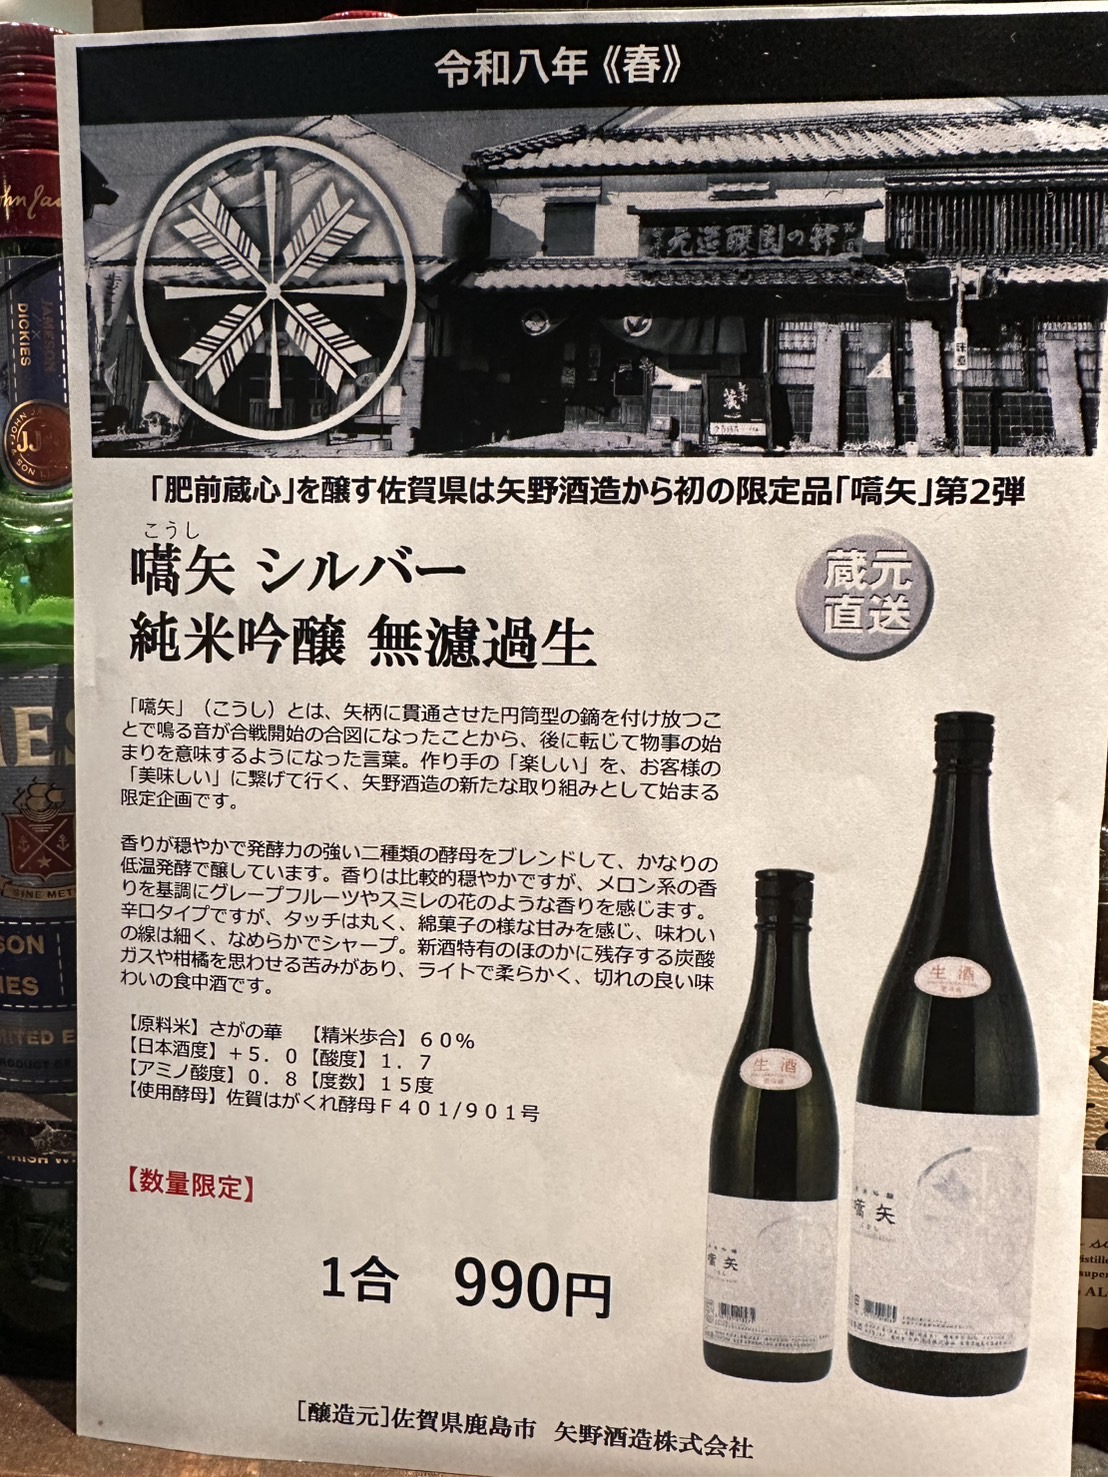 令和八年《春》
「肥前蔵心」を醸す佐賀県は矢野酒造から初の限定品「嚆矢」第2弾
こうし
嚆矢 シルバー
純米吟醸 無濾過生
蔵元
直送
「嚆矢」（こうし）とは、矢柄に貫通させた円筒型の鏑を付け放つこ
とで鳴る音が合戦開始の合図になったことから、後に転じて物事の始
まりを意味するようになった言葉。作り手の「楽しい」を、お客様の
「美味しい」に繋げて行く、矢野酒造の新たな取り組みとして始まる
限定企画です。
香りが穏やかで発酵力の強い二種類の酵母をブレンドして、かなりの
低温発酵で醸しています。香りは比較的穏やかですが、メロン系の香
りを基調にグレープフルーツやスミレの花のような香りを感じます。
辛口タイプですが、タッチは丸く、綿菓子の様な甘みを感じ、味わい
の線は細く、なめらかでシャープ。新酒特有のほのかに残存する炭酸
ガスや柑橘を思わせる苦みがあり、ライトで柔らかく、切れの良い味
わいの食中酒です。
【原料米】さがの華　【精米歩合】６０％
【日本酒度】＋５．０【酸度】１．７
【アミノ酸度】０．８【度数】１５度
【使用酵母】佐賀はがくれ酵母Ｆ４０１/９０１号
【数量限定】
1合　990円
[醸造元]佐賀県鹿島市　矢野酒造株式会社
生酒
生酒
嚆矢
嚆矢
JAMESON
×
DICKIES